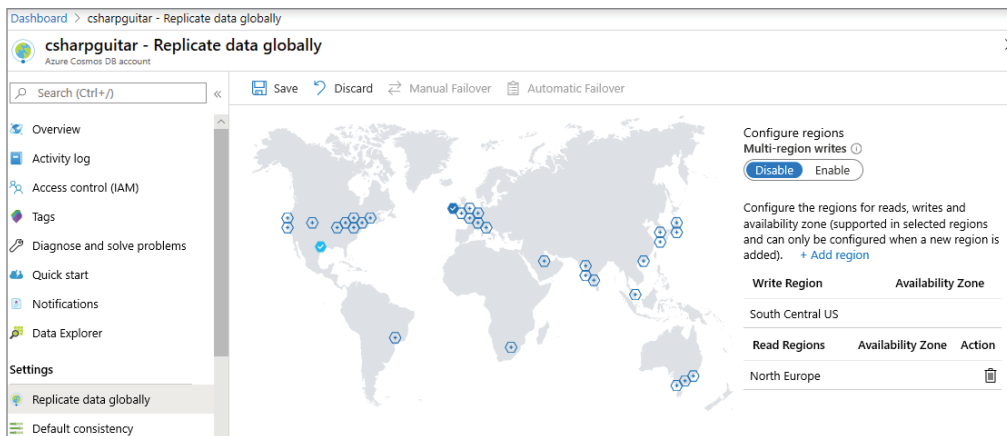 Dashboard > csharpguitar - Replicate data globally
csharpguitar - Replicate data globally
Azure Cosmos DB account
Search (Ctrl+/)
Overview
Activity log
Access control (IAM)
Tags
Diagnose and solve problems
Quick start
Notifications
Data Explorer
Settings
Replicate data globally
Default consistency
Save Discard Manual Failover Automatic Failover
Configure regions
Multi-region writes
Disable Enable
Configure the regions for reads, writes and
availability zone (supported in selected regions
and can only be configured when a new region is
added). + Add region
Write Region Availability Zone
South Central US
Read Regions Availability Zone Action
North Europe